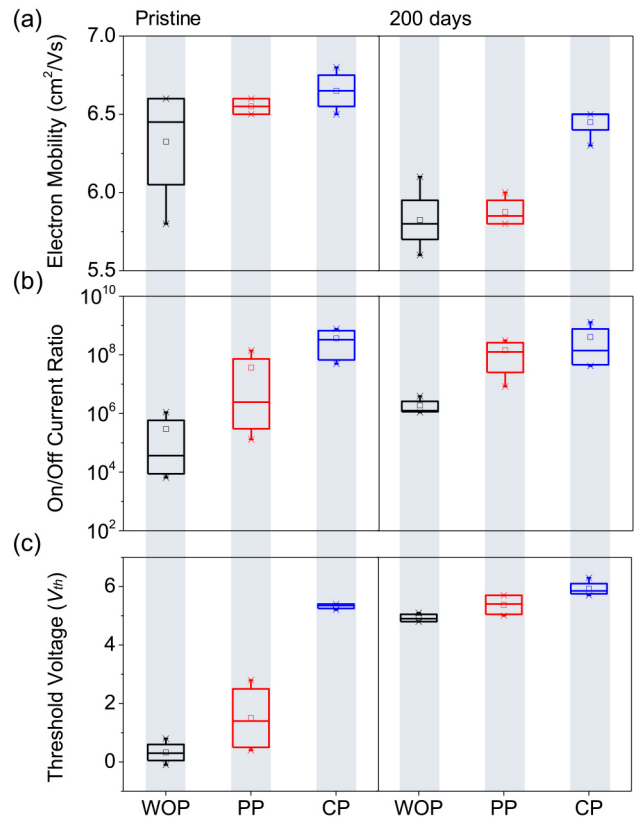 (a) Pristine 200 days
Electron Mobility (cm²/Vs)
7.0
6.5
6.0
5.5
(b)
On/Off Current Ratio
10¹⁰
10⁸
10⁶
10⁴
10²
(c)
Threshold Voltage (Vth)
6
4
2
0
WOP PP CP WOP PP CP